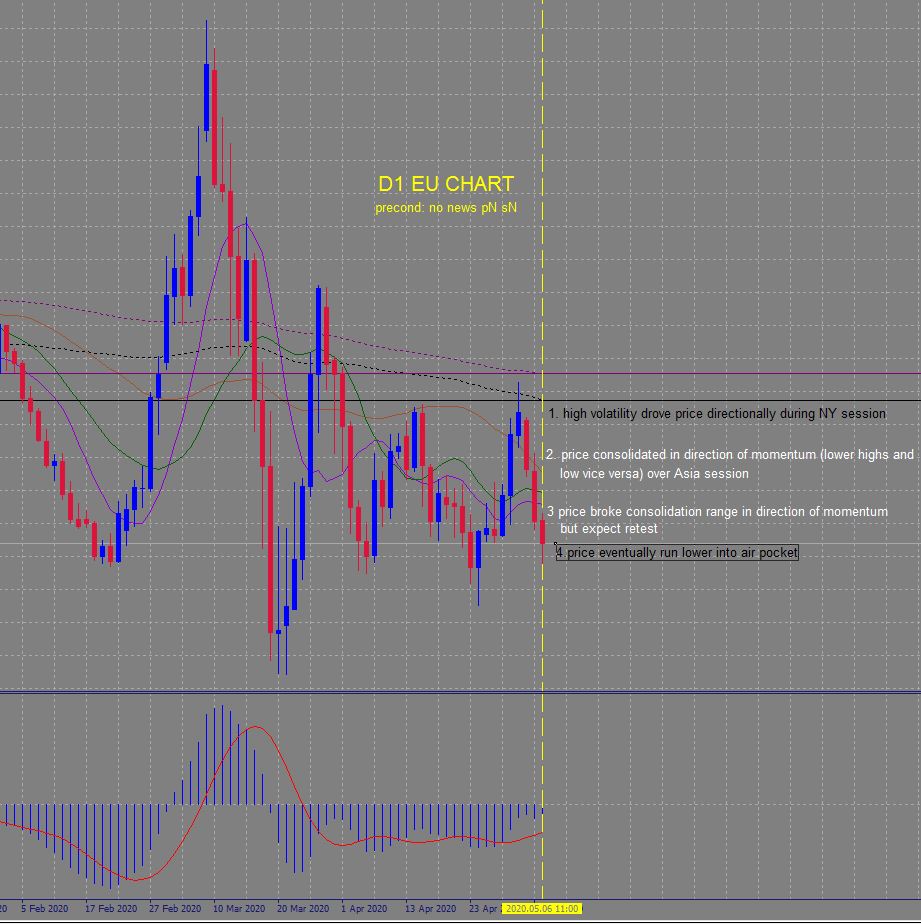 D1 EU CHART
precond: no news pN sN
1. high volatility drove price directionally during NY session
2. price consolidated in direction of momentum (lower highs and
low vice versa) over Asia session
3 price broke consolidation range in direction of momentum
but expect retest
4 price eventually run lower into air pocket
20 5 Feb 2020 17 Feb 2020 27 Feb 2020 10 Mar 2020 20 Mar 2020 1 Apr 2020 13 Apr 2020 23 Apr 2020.05.06 11:00